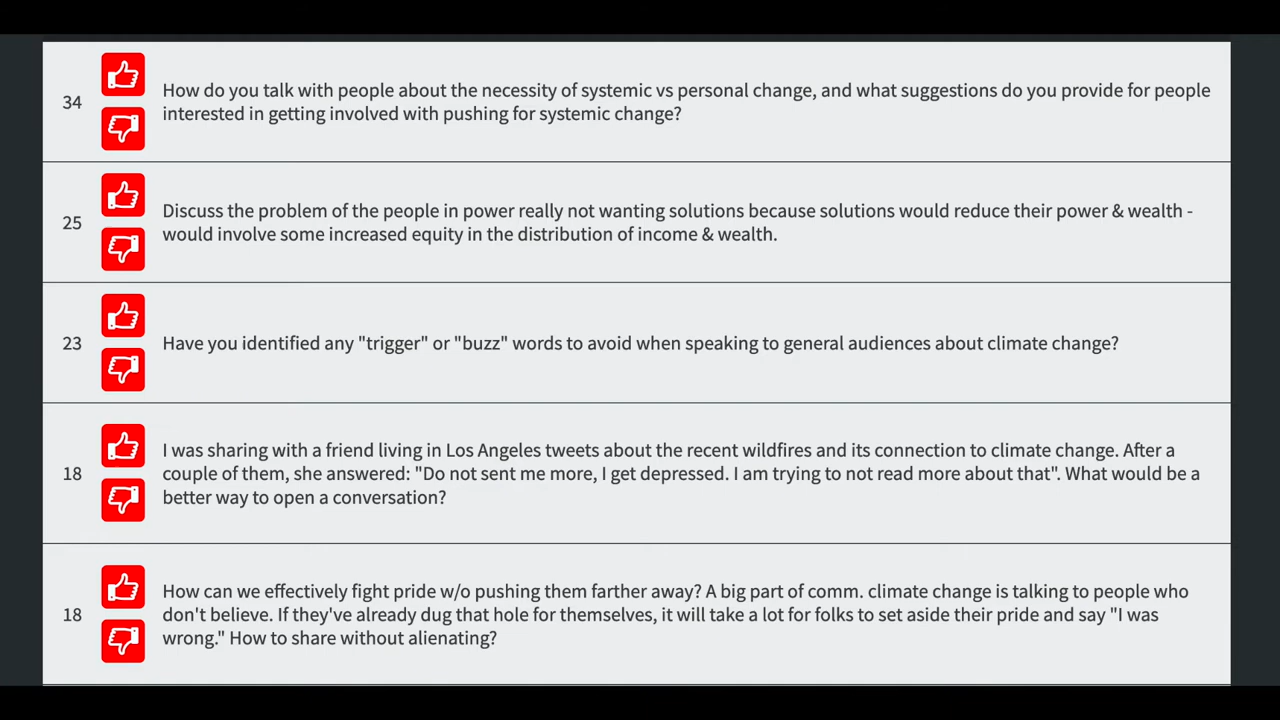 34
How do you talk with people about the necessity of systemic vs personal change, and what suggestions do you provide for people
interested in getting involved with pushing for systemic change?
25
Discuss the problem of the people in power really not wanting solutions because solutions would reduce their power & wealth -
would involve some increased equity in the distribution of income & wealth.
23
Have you identified any "trigger" or "buzz" words to avoid when speaking to general audiences about climate change?
18
I was sharing with a friend living in Los Angeles tweets about the recent wildfires and its connection to climate change. After a
couple of them, she answered: "Do not sent me more, I get depressed. I am trying to not read more about that". What would be a
better way to open a conversation?
18
How can we effectively fight pride w/o pushing them farther away? A big part of comm. climate change is talking to people who
don't believe. If they've already dug that hole for themselves, it will take a lot for folks to set aside their pride and say "I was
wrong." How to share without alienating?